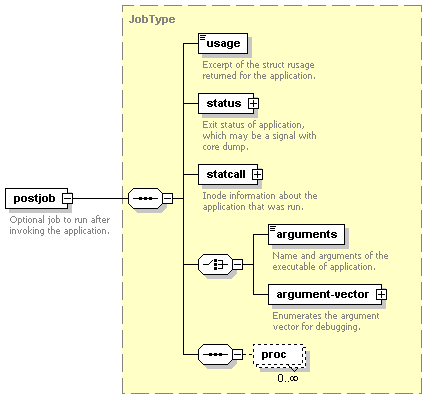 JobType
usage
Excerpt of the struct rusage
returned for the application.
status
Exit status of application,
which may be a signal with
core dump.
statcall
Inode information about the
application that was run.
postjob
Optional job to run after
invoking the application.
arguments
Name and arguments of the
executable of application.
argument-vector
Enumerates the argument
vector for debugging.
proc
0..∞